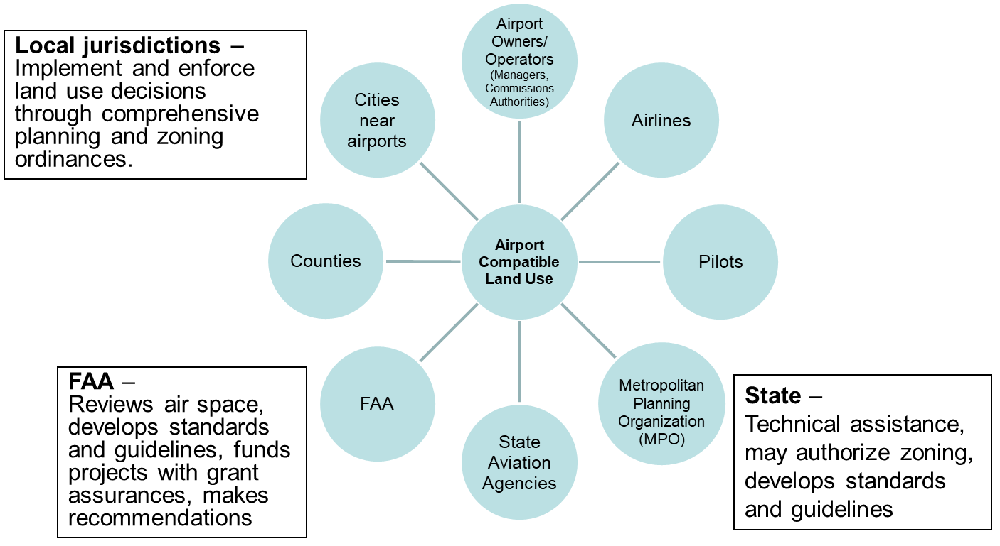 Local jurisdictions –
Implement and enforce
land use decisions
through comprehensive
planning and zoning
ordinances.
Airport
Owners/
Operators
(Managers,
Commissions
Authorities)
Cities
near
airports
Airlines
Counties
Airport
Compatible
Land Use
Pilots
FAA –
Reviews air space,
develops standards
and guidelines, funds
projects with grant
assurances, makes
recommendations
FAA
State
Aviation
Agencies
Metropolitan
Planning
Organization
(MPO)
State –
Technical assistance,
may authorize zoning,
develops standards
and guidelines